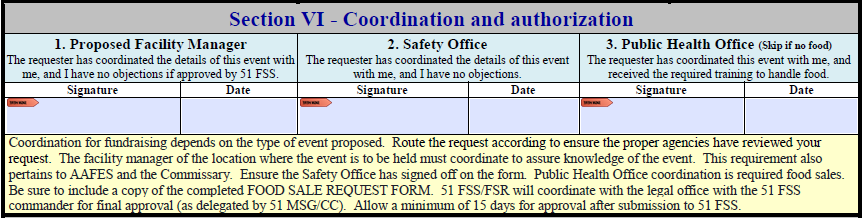 Section VI - Coordination and authorization
1. Proposed Facility Manager
The requester has coordinated the details of this event with
me, and I have no objections if approved by 51 FSS.
2. Safety Office
The requester has coordinated the details of this event
with me, and I have no objections.
3. Public Health Office (Skip if no food)
The requester has coordinated this event with me, and
received the required training to handle food.
Signature Date Signature Date Signature Date
Coordination for fundraising depends on the type of event proposed. Route the request according to ensure the proper agencies have reviewed your
request. The facility manager of the location where the event is to be held must coordinate to assure knowledge of the event. This requirement also
pertains to AAFES and the Commissary. Ensure the Safety Office has signed off on the form. Public Health Office coordination is required food sales.
Be sure to include a copy of the completed FOOD SALE REQUEST FORM. 51 FSS/FSR will coordinate with the legal office with the 51 FSS
commander for final approval (as delegated by 51 MSG/CC). Allow a minimum of 15 days for approval after submission to 51 FSS.